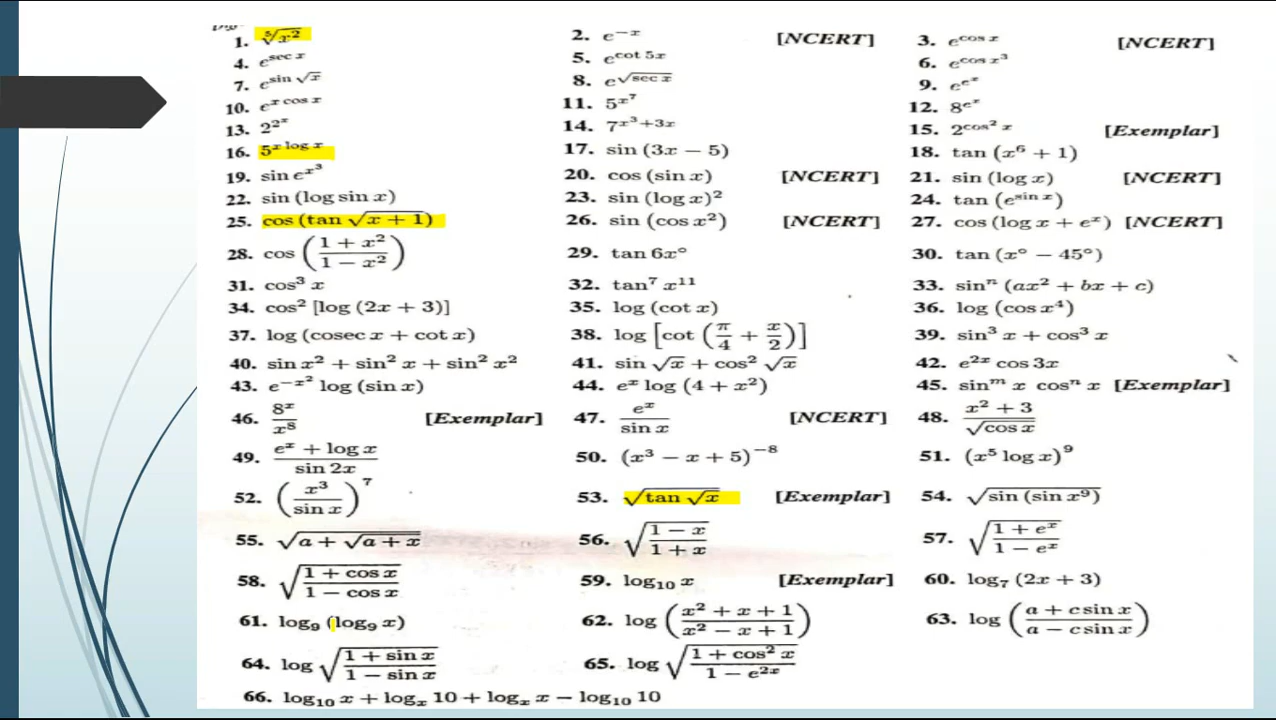 1. ⁵√x² 2. e⁻ˣ [NCERT] 3. e^(cos x) [NCERT]
4. e^(sec x) 5. e^(cot 5x) 6. e^(cos x³)
7. e^(sin √x) 8. e^(√(sec x)) 9. e^(e^x)
10. e^(x cos x) 11. 5^(x⁷) 12. 8^(e^x)
13. 2^(2^x) 14. 7^(x³+3x) 15. 2^(cos² x) [Exemplar]
16. 5^(x log x) 17. sin (3x − 5) 18. tan (x⁶ + 1)
19. sin e^(x³) 20. cos (sin x) [NCERT] 21. sin (log x) [NCERT]
22. sin (log sin x) 23. sin (log x)² 24. tan (e^(sin x))
25. cos (tan √(x + 1)) 26. sin (cos x²) [NCERT] 27. cos (log x + eˣ) [NCERT]
28. cos ((1 + x²)/(1 − x²)) 29. tan 6x° 30. tan (x° − 45°)
31. cos³ x 32. tan⁷ x¹¹ 33. sinⁿ (ax² + bx + c)
34. cos² [log (2x + 3)] 35. log (cot x) 36. log (cos x⁴)
37. log (cosec x + cot x) 38. log [cot (π/4 + x/2)] 39. sin³ x + cos³ x
40. sin x² + sin² x + sin² x² 41. sin √x + cos² √x 42. e²ˣ cos 3x
43. e^(−x²) log (sin x) 44. eˣ log (4 + x²) 45. sinᵐ x cosⁿ x [Exemplar]
46. 8ˣ/x⁸ [Exemplar] 47. eˣ/sin x [NCERT] 48. (x² + 3)/√(cos x)
49. (eˣ + log x)/sin 2x 50. (x³ − x + 5)⁻⁸ 51. (x⁵ log x)⁹
52. (x³/sin x)⁷ 53. √(tan √x) [Exemplar] 54. √(sin (sin x⁹))
55. √(a + √(a + x)) 56. √((1 − x)/(1 + x)) 57. √((1 + eˣ)/(1 − eˣ))
58. √((1 + cos x)/(1 − cos x)) 59. log₁₀ x [Exemplar] 60. log₇ (2x + 3)
61. log₉ (log₉ x) 62. log ((x² + x + 1)/(x² − x + 1)) 63. log ((a + c sin x)/(a − c sin x))
64. log √((1 + sin x)/(1 − sin x)) 65. log √((1 + cos² x)/(1 − e²ˣ))
66. log₁₀ x + logₓ 10 + logₓ x − log₁₀ 10